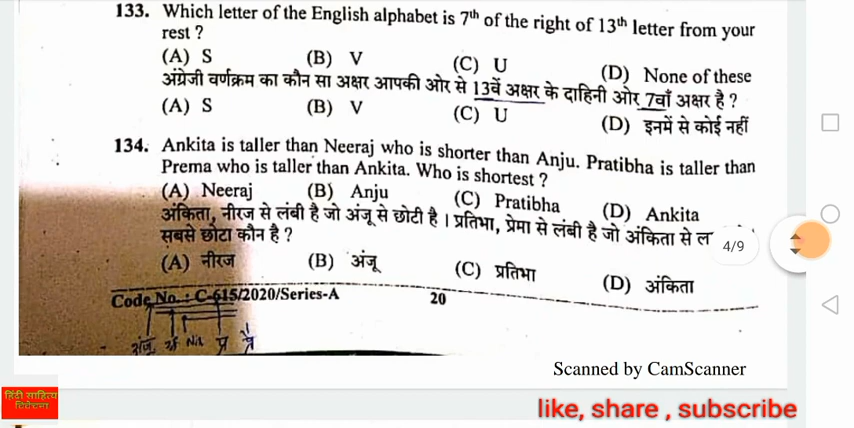 133. Which letter of the English alphabet is 7th of the right of 13th letter from your
rest ?
(A) S (B) V (C) U (D) None of these
अंग्रेजी वर्णक्रम का कौन सा अक्षर आपकी ओर से 13वें अक्षर के दाहिनी ओर 7वाँ अक्षर है ?
(A) S (B) V (C) U (D) इनमें से कोई नहीं
134. Ankita is taller than Neeraj who is shorter than Anju. Pratibha is taller than
Prema who is taller than Ankita. Who is shortest ?
(A) Neeraj (B) Anju (C) Pratibha (D) Ankita
अंकिता, नीरज से लंबी है जो अंजू से छोटी है । प्रतिभा, प्रेमा से लंबी है जो अंकिता से
सबसे छोटा कौन है ?
4/9
(A) नीरज (B) अंजू (C) प्रतिभा (D) अंकिता
Code No. : C-615/2020/Series-A 20
Scanned by CamScanner
हिंदी साहित्य
विवेचना
like, share , subscribe